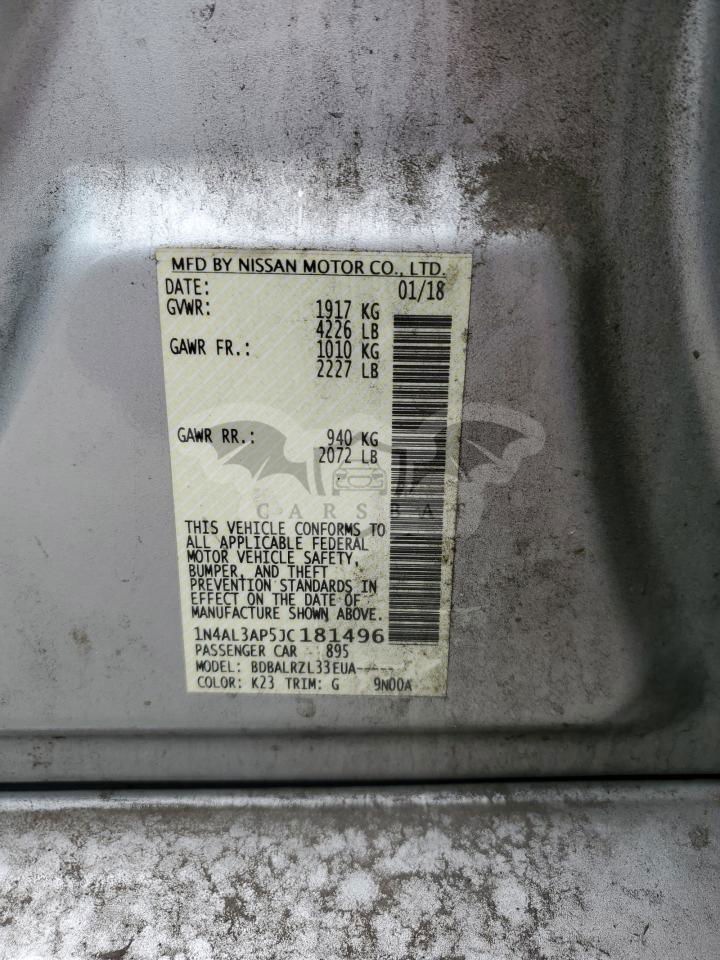 MFD BY NISSAN MOTOR CO., LTD.
DATE: 01/18
GVWR: 1917 KG
4226 LB
GAWR FR.: 1010 KG
2227 LB
GAWR RR.: 940 KG
2072 LB
CARSBAT
THIS VEHICLE CONFORMS TO
ALL APPLICABLE FEDERAL
MOTOR VEHICLE SAFETY,
BUMPER, AND THEFT
PREVENTION STANDARDS IN
EFFECT ON THE DATE OF
MANUFACTURE SHOWN ABOVE.
1N4AL3AP5JC181496
PASSENGER CAR 895
MODEL: BDBALRZL33EUA-----
COLOR: K23 TRIM: G 9N00A